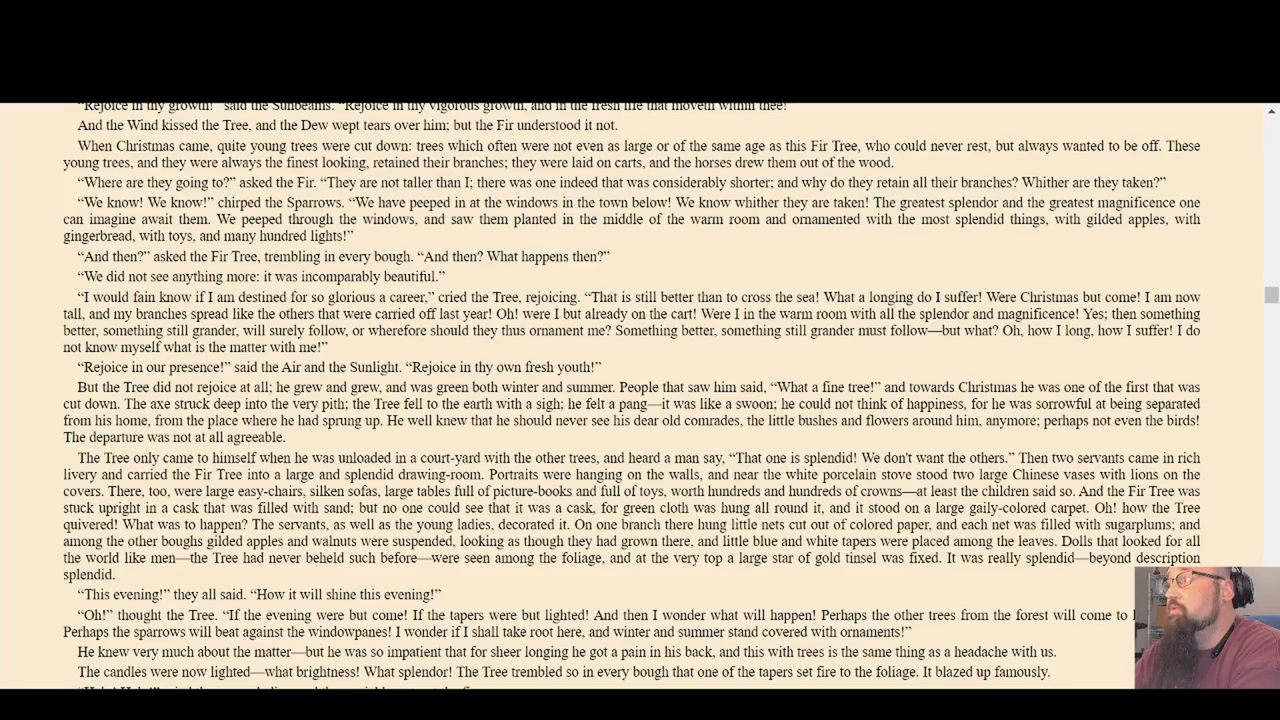 “Rejoice in thy growth!” said the Sunbeams. “Rejoice in thy vigorous growth, and in the fresh life that moveth within thee!”
And the Wind kissed the Tree, and the Dew wept tears over him; but the Fir understood it not.
When Christmas came, quite young trees were cut down: trees which often were not even as large or of the same age as this Fir Tree, who could never rest, but always wanted to be off. These
young trees, and they were always the finest looking, retained their branches; they were laid on carts, and the horses drew them out of the wood.
“Where are they going to?” asked the Fir. “They are not taller than I; there was one indeed that was considerably shorter; and why do they retain all their branches? Whither are they taken?”
“We know! We know!” chirped the Sparrows. “We have peeped in at the windows in the town below! We know whither they are taken! The greatest splendor and the greatest magnificence one
can imagine await them. We peeped through the windows, and saw them planted in the middle of the warm room and ornamented with the most splendid things, with gilded apples, with
gingerbread, with toys, and many hundred lights!”
“And then?” asked the Fir Tree, trembling in every bough. “And then? What happens then?”
“We did not see anything more: it was incomparably beautiful.”
“I would fain know if I am destined for so glorious a career,” cried the Tree, rejoicing. “That is still better than to cross the sea! What a longing do I suffer! Were Christmas but come! I am now
tall, and my branches spread like the others that were carried off last year! Oh! were I but already on the cart! Were I in the warm room with all the splendor and magnificence! Yes; then something
better, something still grander, will surely follow, or wherefore should they thus ornament me? Something better, something still grander must follow—but what? Oh, how I long, how I suffer! I do
not know myself what is the matter with me!”
“Rejoice in our presence!” said the Air and the Sunlight. “Rejoice in thy own fresh youth!”
But the Tree did not rejoice at all; he grew and grew, and was green both winter and summer. People that saw him said, “What a fine tree!” and towards Christmas he was one of the first that was
cut down. The axe struck deep into the very pith; the Tree fell to the earth with a sigh; he felt a pang—it was like a swoon; he could not think of happiness, for he was sorrowful at being separated
from his home, from the place where he had sprung up. He well knew that he should never see his dear old comrades, the little bushes and flowers around him, anymore; perhaps not even the birds!
The departure was not at all agreeable.
The Tree only came to himself when he was unloaded in a court-yard with the other trees, and heard a man say, “That one is splendid! We don't want the others.” Then two servants came in rich
livery and carried the Fir Tree into a large and splendid drawing-room. Portraits were hanging on the walls, and near the white porcelain stove stood two large Chinese vases with lions on the
covers. There, too, were large easy-chairs, silken sofas, large tables full of picture-books and full of toys, worth hundreds and hundreds of crowns—at least the children said so. And the Fir Tree was
stuck upright in a cask that was filled with sand; but no one could see that it was a cask, for green cloth was hung all round it, and it stood on a large gaily-colored carpet. Oh! how the Tree
quivered! What was to happen? The servants, as well as the young ladies, decorated it. On one branch there hung little nets cut out of colored paper, and each net was filled with sugarplums; and
among the other boughs gilded apples and walnuts were suspended, looking as though they had grown there, and little blue and white tapers were placed among the leaves. Dolls that looked for all
the world like men—the Tree had never beheld such before—were seen among the foliage, and at the very top a large star of gold tinsel was fixed. It was really splendid—beyond description
splendid.
“This evening!” they all said. “How it will shine this evening!”
“Oh!” thought the Tree. “If the evening were but come! If the tapers were but lighted! And then I wonder what will happen! Perhaps the other trees from the forest will come to
Perhaps the sparrows will beat against the windowpanes! I wonder if I shall take root here, and winter and summer stand covered with ornaments!”
He knew very much about the matter—but he was so impatient that for sheer longing he got a pain in his back, and this with trees is the same thing as a headache with us.
The candles were now lighted—what brightness! What splendor! The Tree trembled so in every bough that one of the tapers set fire to the foliage. It blazed up famously.